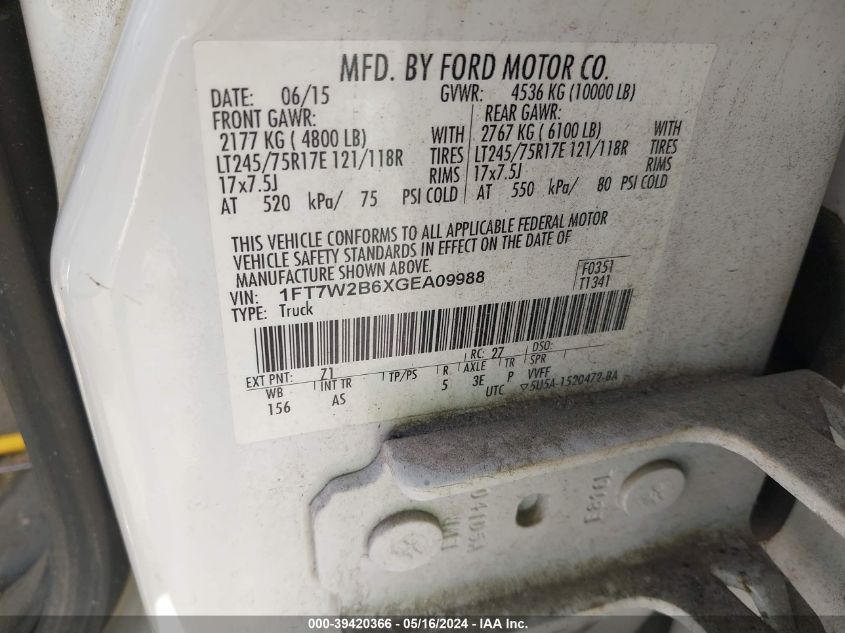 MFD. BY FORD MOTOR CO.
DATE: 06/15 GVWR: 4536 KG (10000 LB)
FRONT GAWR: REAR GAWR:
2177 KG ( 4800 LB) WITH 2767 KG ( 6100 LB) WITH
LT245/75R17E 121/118R TIRES LT245/75R17E 121/118R TIRES
17x7.5J RIMS 17x7.5J RIMS
AT 520 kPa/ 75 PSI COLD AT 550 kPa/ 80 PSI COLD
THIS VEHICLE CONFORMS TO ALL APPLICABLE FEDERAL MOTOR
VEHICLE SAFETY STANDARDS IN EFFECT ON THE DATE OF
MANUFACTURE SHOWN ABOVE.
VIN: 1FT7W2B6XGEA09988 F0351
TYPE: Truck T1341
EXT PNT: Z1 RC: 27 DSO:
WB INT TR TP/PS R AXLE TR SPR
156 AS 5 3E P VVFF
UTC ▽5U5A-1520472-BA
000-39420366 - 05/16/2024 - IAA Inc.